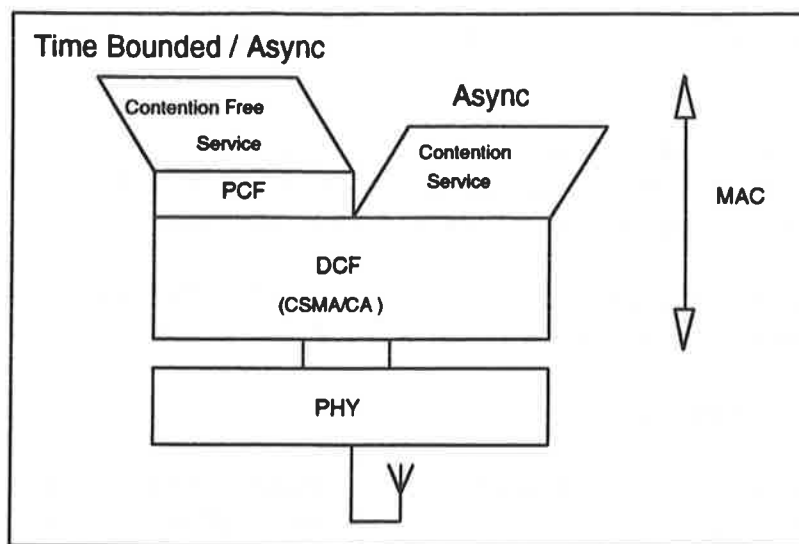 Time Bounded / Async
Contention Free
Service
Async
Contention
Service
PCF
MAC
DCF
(CSMA/CA )
PHY